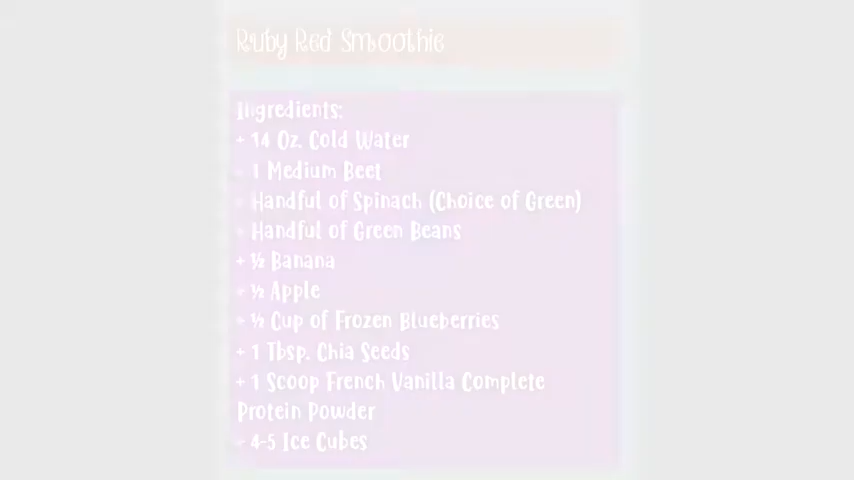 Ruby Red Smoothie
Ingredients:
+ 14 Oz. Cold Water
+ 1 Medium Beet
+ Handful of Spinach (Choice of Green)
+ Handful of Green Beans
+ ½ Banana
+ ½ Apple
+ ½ Cup of Frozen Blueberries
+ 1 Tbsp. Chia Seeds
+ 1 Scoop French Vanilla Complete
Protein Powder
+ 4-5 Ice Cubes